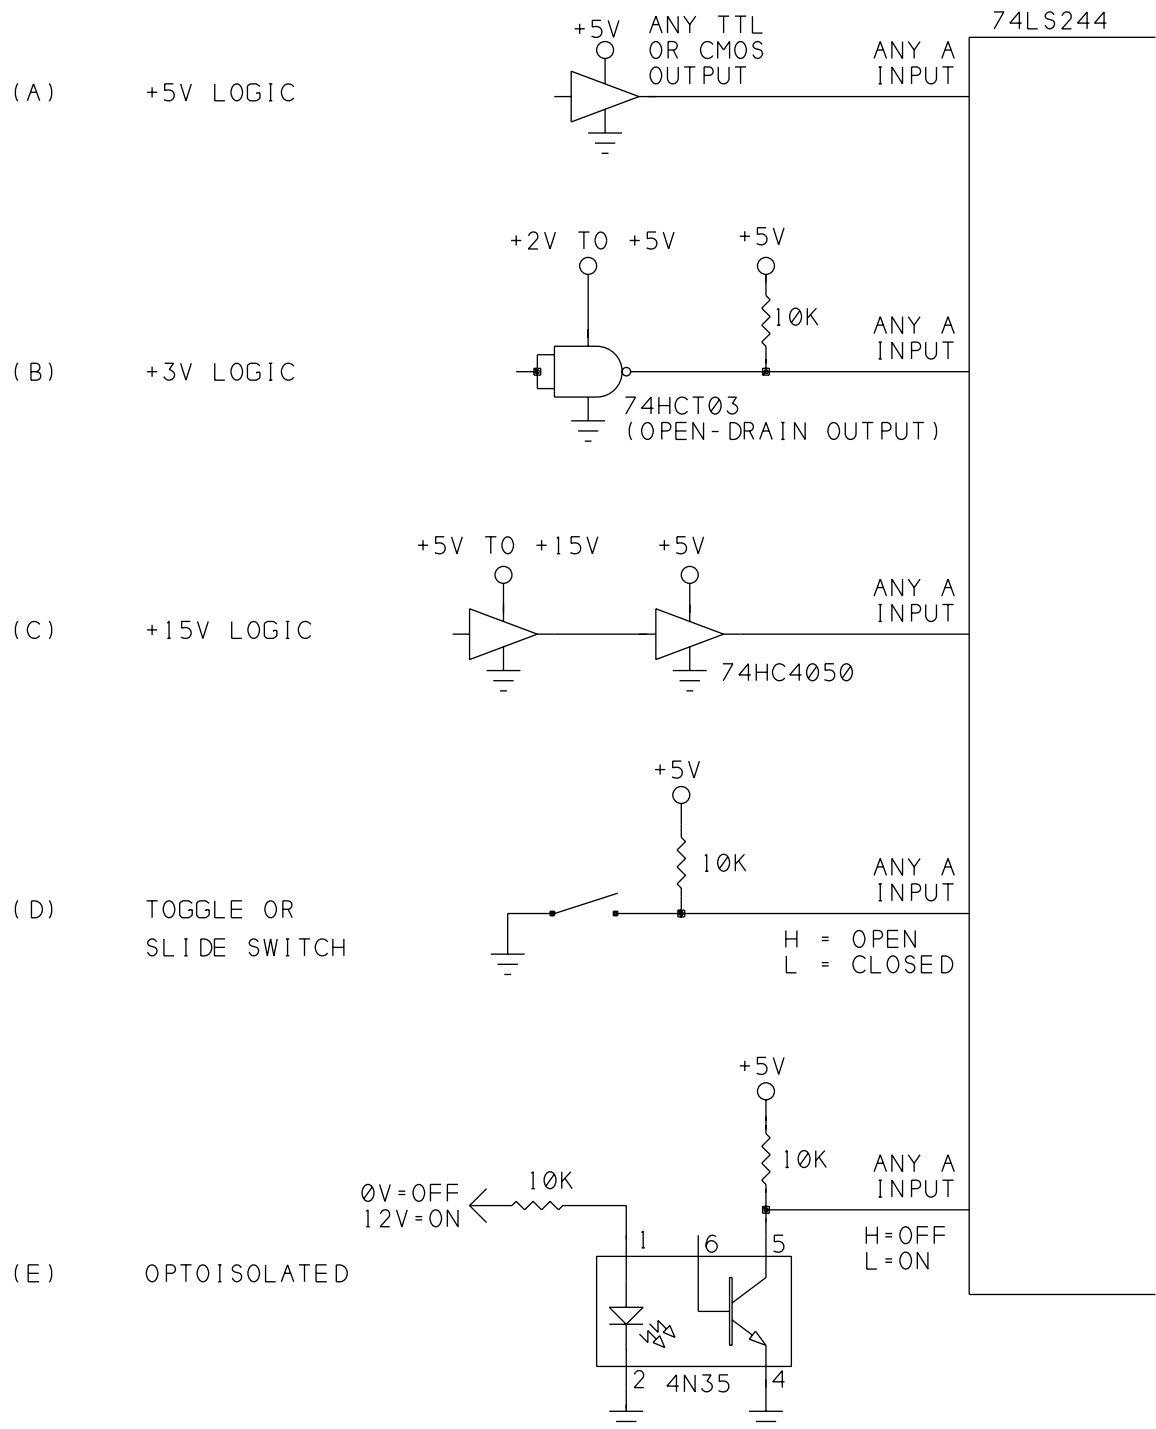 74LS244
+5V
ANY TTL
OR CMOS
OUTPUT
ANY A
INPUT
(A) +5V LOGIC
+2V TO +5V
+5V
10K
ANY A
INPUT
(B) +3V LOGIC
74HCT03
(OPEN-DRAIN OUTPUT)
+5V TO +15V
+5V
ANY A
INPUT
(C) +15V LOGIC
74HC4050
+5V
10K
ANY A
INPUT
(D) TOGGLE OR
SLIDE SWITCH
H = OPEN
L = CLOSED
+5V
10K
ANY A
INPUT
10K
0V=OFF
12V=ON
H=OFF
L=ON
1 6 5
(E) OPTOISOLATED
2 4N35 4